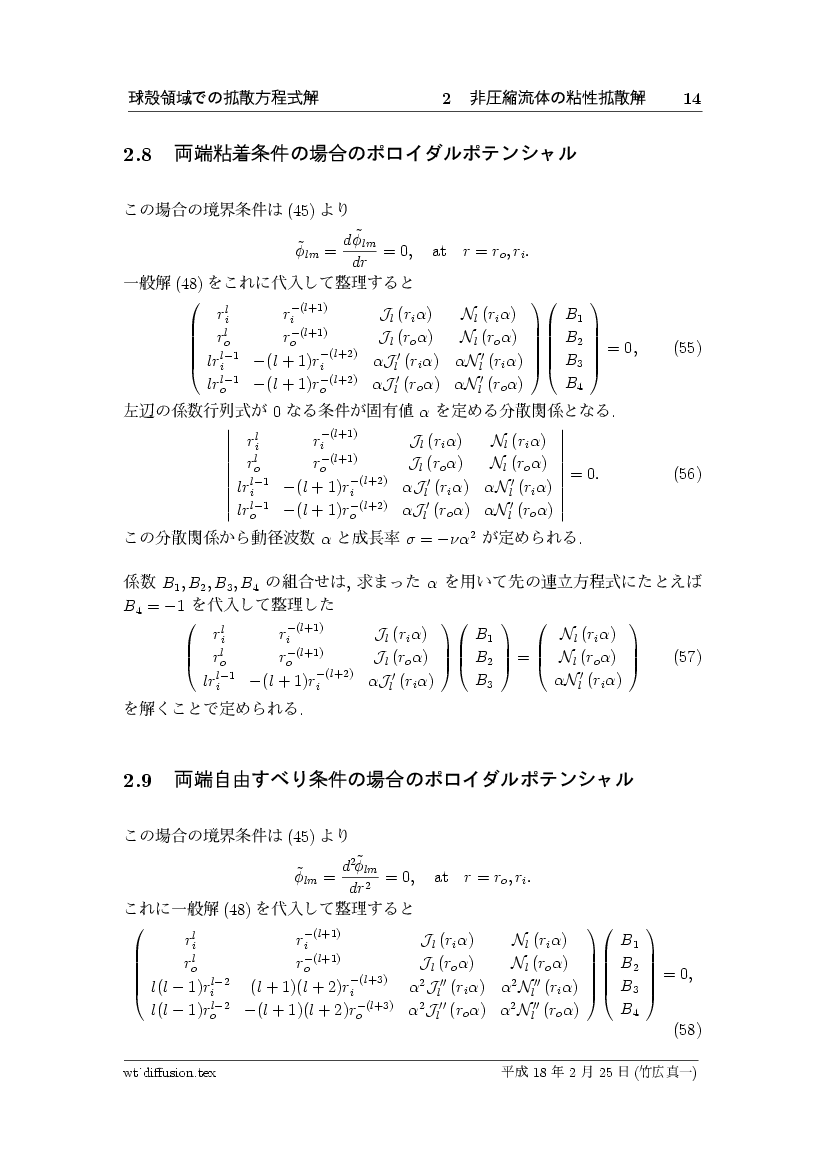 球殻領域での拡散方程式解 2 非圧縮流体の粘性拡散解 14
2.8 両端粘着条件の場合のポロイダルポテンシャル
この場合の境界条件は (45) より
$\tilde{\phi}_{lm} = \frac{d\tilde{\phi}_{lm}}{dr} = 0, \quad \text{at} \quad r = r_o, r_i.$
一般解 (48) をこれに代入して整理すると
$\begin{pmatrix} r_i^l & r_i^{-(l+1)} & \mathcal{J}_l(r_i\alpha) & \mathcal{N}_l(r_i\alpha) \\ r_o^l & r_o^{-(l+1)} & \mathcal{J}_l(r_o\alpha) & \mathcal{N}_l(r_o\alpha) \\ lr_i^{l-1} & -(l+1)r_i^{-(l+2)} & \alpha\mathcal{J}_l'(r_i\alpha) & \alpha\mathcal{N}_l'(r_i\alpha) \\ lr_o^{l-1} & -(l+1)r_o^{-(l+2)} & \alpha\mathcal{J}_l'(r_o\alpha) & \alpha\mathcal{N}_l'(r_o\alpha) \end{pmatrix} \begin{pmatrix} B_1 \\ B_2 \\ B_3 \\ B_4 \end{pmatrix} = 0, \quad (55)$
左辺の係数行列式が 0 なる条件が固有値 α を定める分散関係となる.
$\begin{vmatrix} r_i^l & r_i^{-(l+1)} & \mathcal{J}_l(r_i\alpha) & \mathcal{N}_l(r_i\alpha) \\ r_o^l & r_o^{-(l+1)} & \mathcal{J}_l(r_o\alpha) & \mathcal{N}_l(r_o\alpha) \\ lr_i^{l-1} & -(l+1)r_i^{-(l+2)} & \alpha\mathcal{J}_l'(r_i\alpha) & \alpha\mathcal{N}_l'(r_i\alpha) \\ lr_o^{l-1} & -(l+1)r_o^{-(l+2)} & \alpha\mathcal{J}_l'(r_o\alpha) & \alpha\mathcal{N}_l'(r_o\alpha) \end{vmatrix} = 0. \quad (56)$
この分散関係から動径波数 α と成長率 $\sigma = -\nu\alpha^2$ が定められる.
係数 $B_1, B_2, B_3, B_4$ の組合せは, 求まった α を用いて先の連立方程式にたとえば
$B_4 = -1$ を代入して整理した
$\begin{pmatrix} r_i^l & r_i^{-(l+1)} & \mathcal{J}_l(r_i\alpha) \\ r_o^l & r_o^{-(l+1)} & \mathcal{J}_l(r_o\alpha) \\ lr_i^{l-1} & -(l+1)r_i^{-(l+2)} & \alpha\mathcal{J}_l'(r_i\alpha) \end{pmatrix} \begin{pmatrix} B_1 \\ B_2 \\ B_3 \end{pmatrix} = \begin{pmatrix} \mathcal{N}_l(r_i\alpha) \\ \mathcal{N}_l(r_o\alpha) \\ \alpha\mathcal{N}_l'(r_i\alpha) \end{pmatrix} \quad (57)$
を解くことで定められる.
2.9 両端自由すべり条件の場合のポロイダルポテンシャル
この場合の境界条件は (45) より
$\tilde{\phi}_{lm} = \frac{d^2\tilde{\phi}_{lm}}{dr^2} = 0, \quad \text{at} \quad r = r_o, r_i.$
これに一般解 (48) を代入して整理すると
$\begin{pmatrix} r_i^l & r_i^{-(l+1)} & \mathcal{J}_l(r_i\alpha) & \mathcal{N}_l(r_i\alpha) \\ r_o^l & r_o^{-(l+1)} & \mathcal{J}_l(r_o\alpha) & \mathcal{N}_l(r_o\alpha) \\ l(l-1)r_i^{l-2} & (l+1)(l+2)r_i^{-(l+3)} & \alpha^2\mathcal{J}_l''(r_i\alpha) & \alpha^2\mathcal{N}_l''(r_i\alpha) \\ l(l-1)r_o^{l-2} & -(l+1)(l+2)r_o^{-(l+3)} & \alpha^2\mathcal{J}_l''(r_o\alpha) & \alpha^2\mathcal{N}_l''(r_o\alpha) \end{pmatrix} \begin{pmatrix} B_1 \\ B_2 \\ B_3 \\ B_4 \end{pmatrix} = 0,$
(58)
wt˙diffusion.tex 平成 18 年 2 月 25 日 (竹広真一)